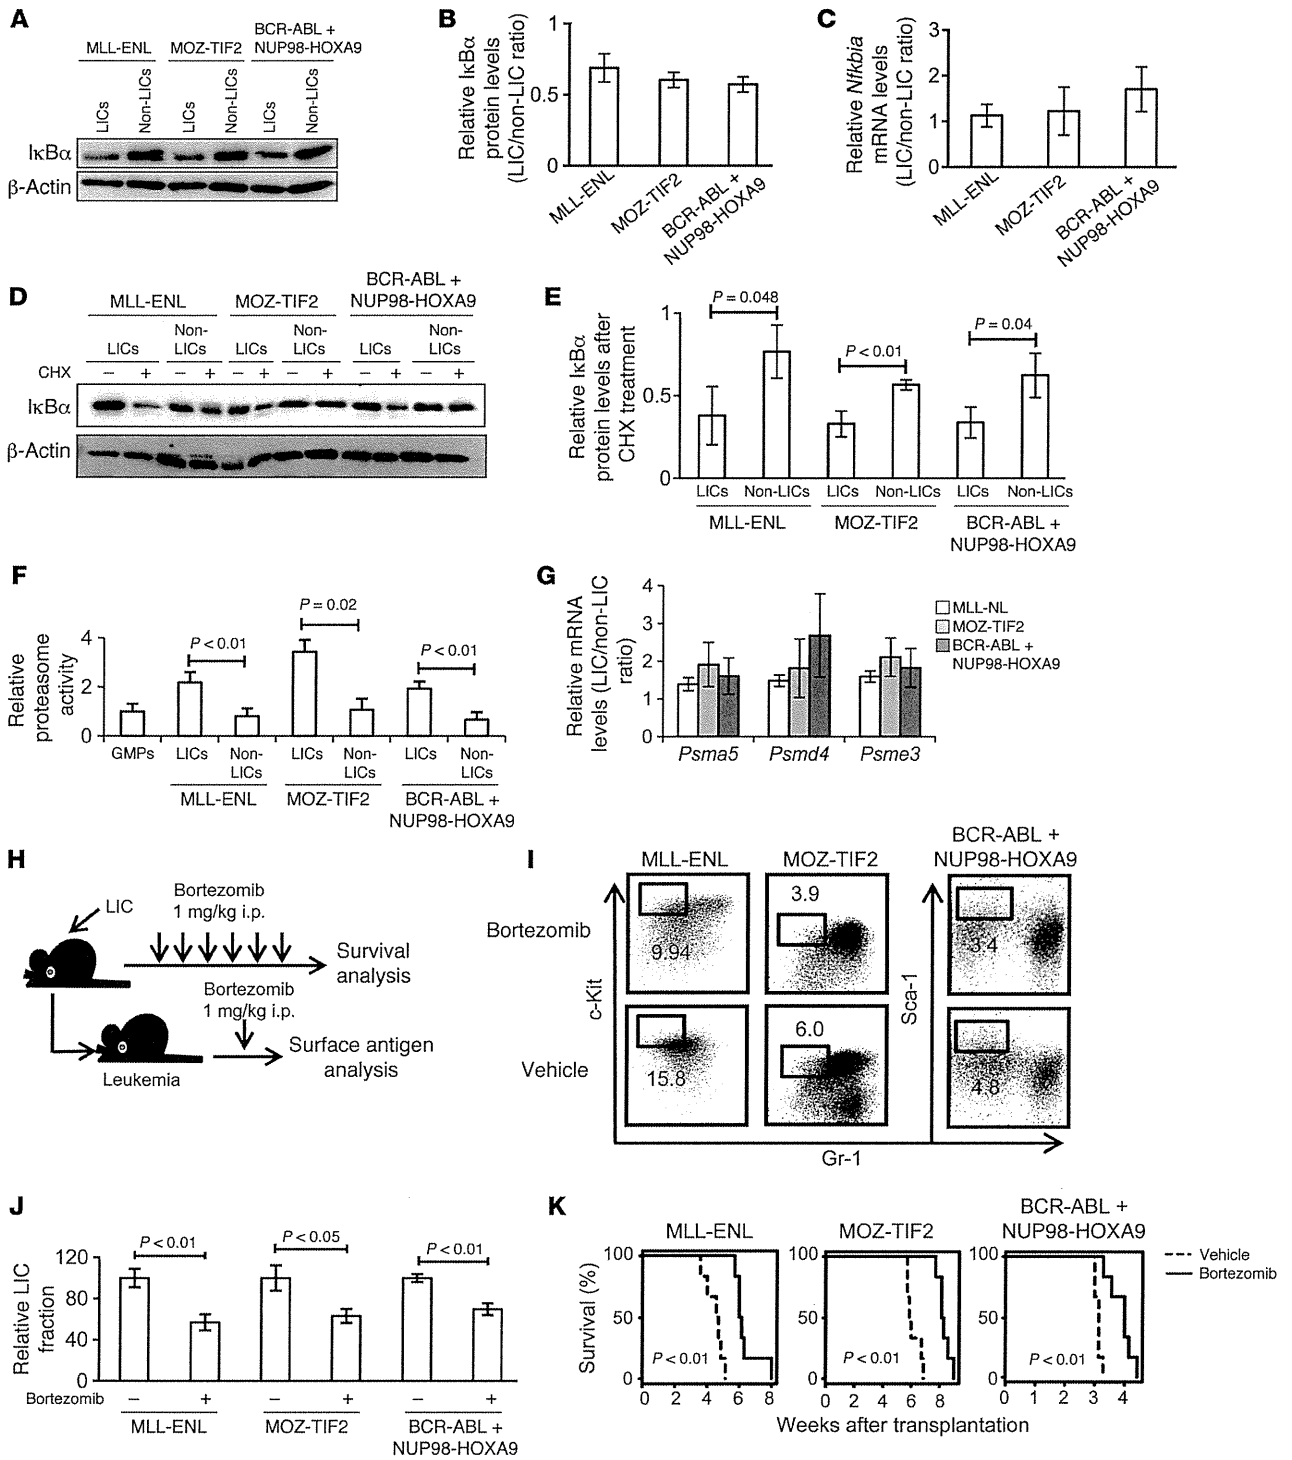 A
MLL-ENL MOZ-TIF2 BCR-ABL + NUP98-HOXA9
LICs Non-LICs LICs Non-LICs LICs Non-LICs
IκBα
β-Actin
B
Relative IκBα
protein levels
(LIC/non-LIC ratio)
1
0.5
0
MLL-ENL
MOZ-TIF2
BCR-ABL +
NUP98-HOXA9
C
Relative Nfkbia
mRNA levels
(LIC/non-LIC ratio)
3
2
1
0
MLL-ENL
MOZ-TIF2
BCR-ABL +
NUP98-HOXA9
D
BCR-ABL +
MLL-ENL MOZ-TIF2 NUP98-HOXA9
Non- Non- Non-
LICs LICs LICs LICs LICs LICs
CHX – + – + – + – + – + – +
IκBα
β-Actin
E
Relative IκBα
protein levels after
CHX treatment
1
0.5
0
P = 0.048
P < 0.01
P = 0.04
LICs Non-LICs LICs Non-LICs LICs Non-LICs
MLL-ENL MOZ-TIF2 BCR-ABL +
NUP98-HOXA9
F
Relative
proteasome
activity
4
2
0
P < 0.01
P = 0.02
P < 0.01
GMPs LICs Non- LICs Non- LICs Non-
LICs LICs LICs
MLL-ENL MOZ-TIF2 BCR-ABL +
NUP98-HOXA9
G
Relative mRNA
levels (LIC/non-LIC
ratio)
4
3
2
1
0
Psma5 Psmd4 Psme3
MLL-NL
MOZ-TIF2
BCR-ABL +
NUP98-HOXA9
H
LIC
Bortezomib
1 mg/kg i.p.
Survival
analysis
Bortezomib
1 mg/kg i.p.
Leukemia
Surface antigen
analysis
I
BCR-ABL +
MLL-ENL MOZ-TIF2 NUP98-HOXA9
Bortezomib
9.94
3.9
3.4
Vehicle
15.8
6.0
4.8
c-Kit
Sca-1
Gr-1
J
Relative LIC
fraction
120
80
40
0
P < 0.01
P < 0.05
P < 0.01
Bortezomib – + – + – +
MLL-ENL MOZ-TIF2 BCR-ABL +
NUP98-HOXA9
K
BCR-ABL +
MLL-ENL MOZ-TIF2 NUP98-HOXA9
Survival (%)
100 100 100
50 50 50
0 0 0
P < 0.01 P < 0.01 P < 0.01
0 2 4 6 8 0 2 4 6 8 0 1 2 3 4
Weeks after transplantation
Vehicle
Bortezomib